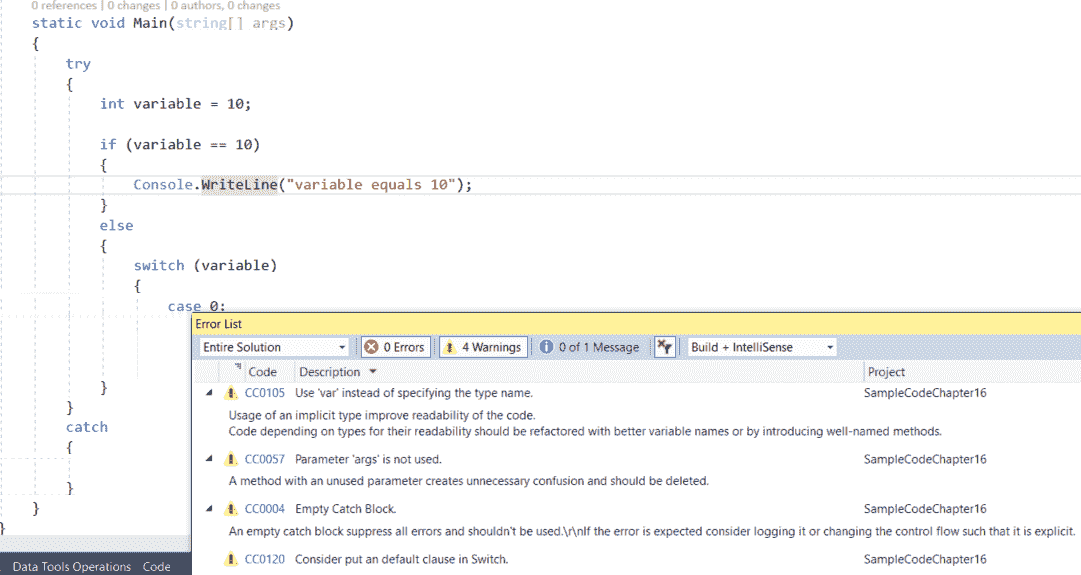 0 references | 0 changes | 0 authors, 0 changes
static void Main(string[] args)
{
try
{
int variable = 10;
if (variable == 10)
{
Console.WriteLine("variable equals 10");
}
else
{
switch (variable)
{
case 0:
}
}
catch
{
}
}
}
Error List
Entire Solution 0 Errors 4 Warnings 0 of 1 Message Build + IntelliSense
Code Description Project
CC0105 Use 'var' instead of specifying the type name. SampleCodeChapter16
Usage of an implicit type improve readability of the code.
Code depending on types for their readability should be refactored with better variable names or by introducing well-named methods.
CC0057 Parameter 'args' is not used. SampleCodeChapter16
A method with an unused parameter creates unnecessary confusion and should be deleted.
CC0004 Empty Catch Block. SampleCodeChapter16
An empty catch block suppress all errors and shouldn't be used.\r\nIf the error is expected consider logging it or changing the control flow such that it is explicit.
CC0120 Consider put an default clause in Switch. SampleCodeChapter16
Data Tools Operations Code